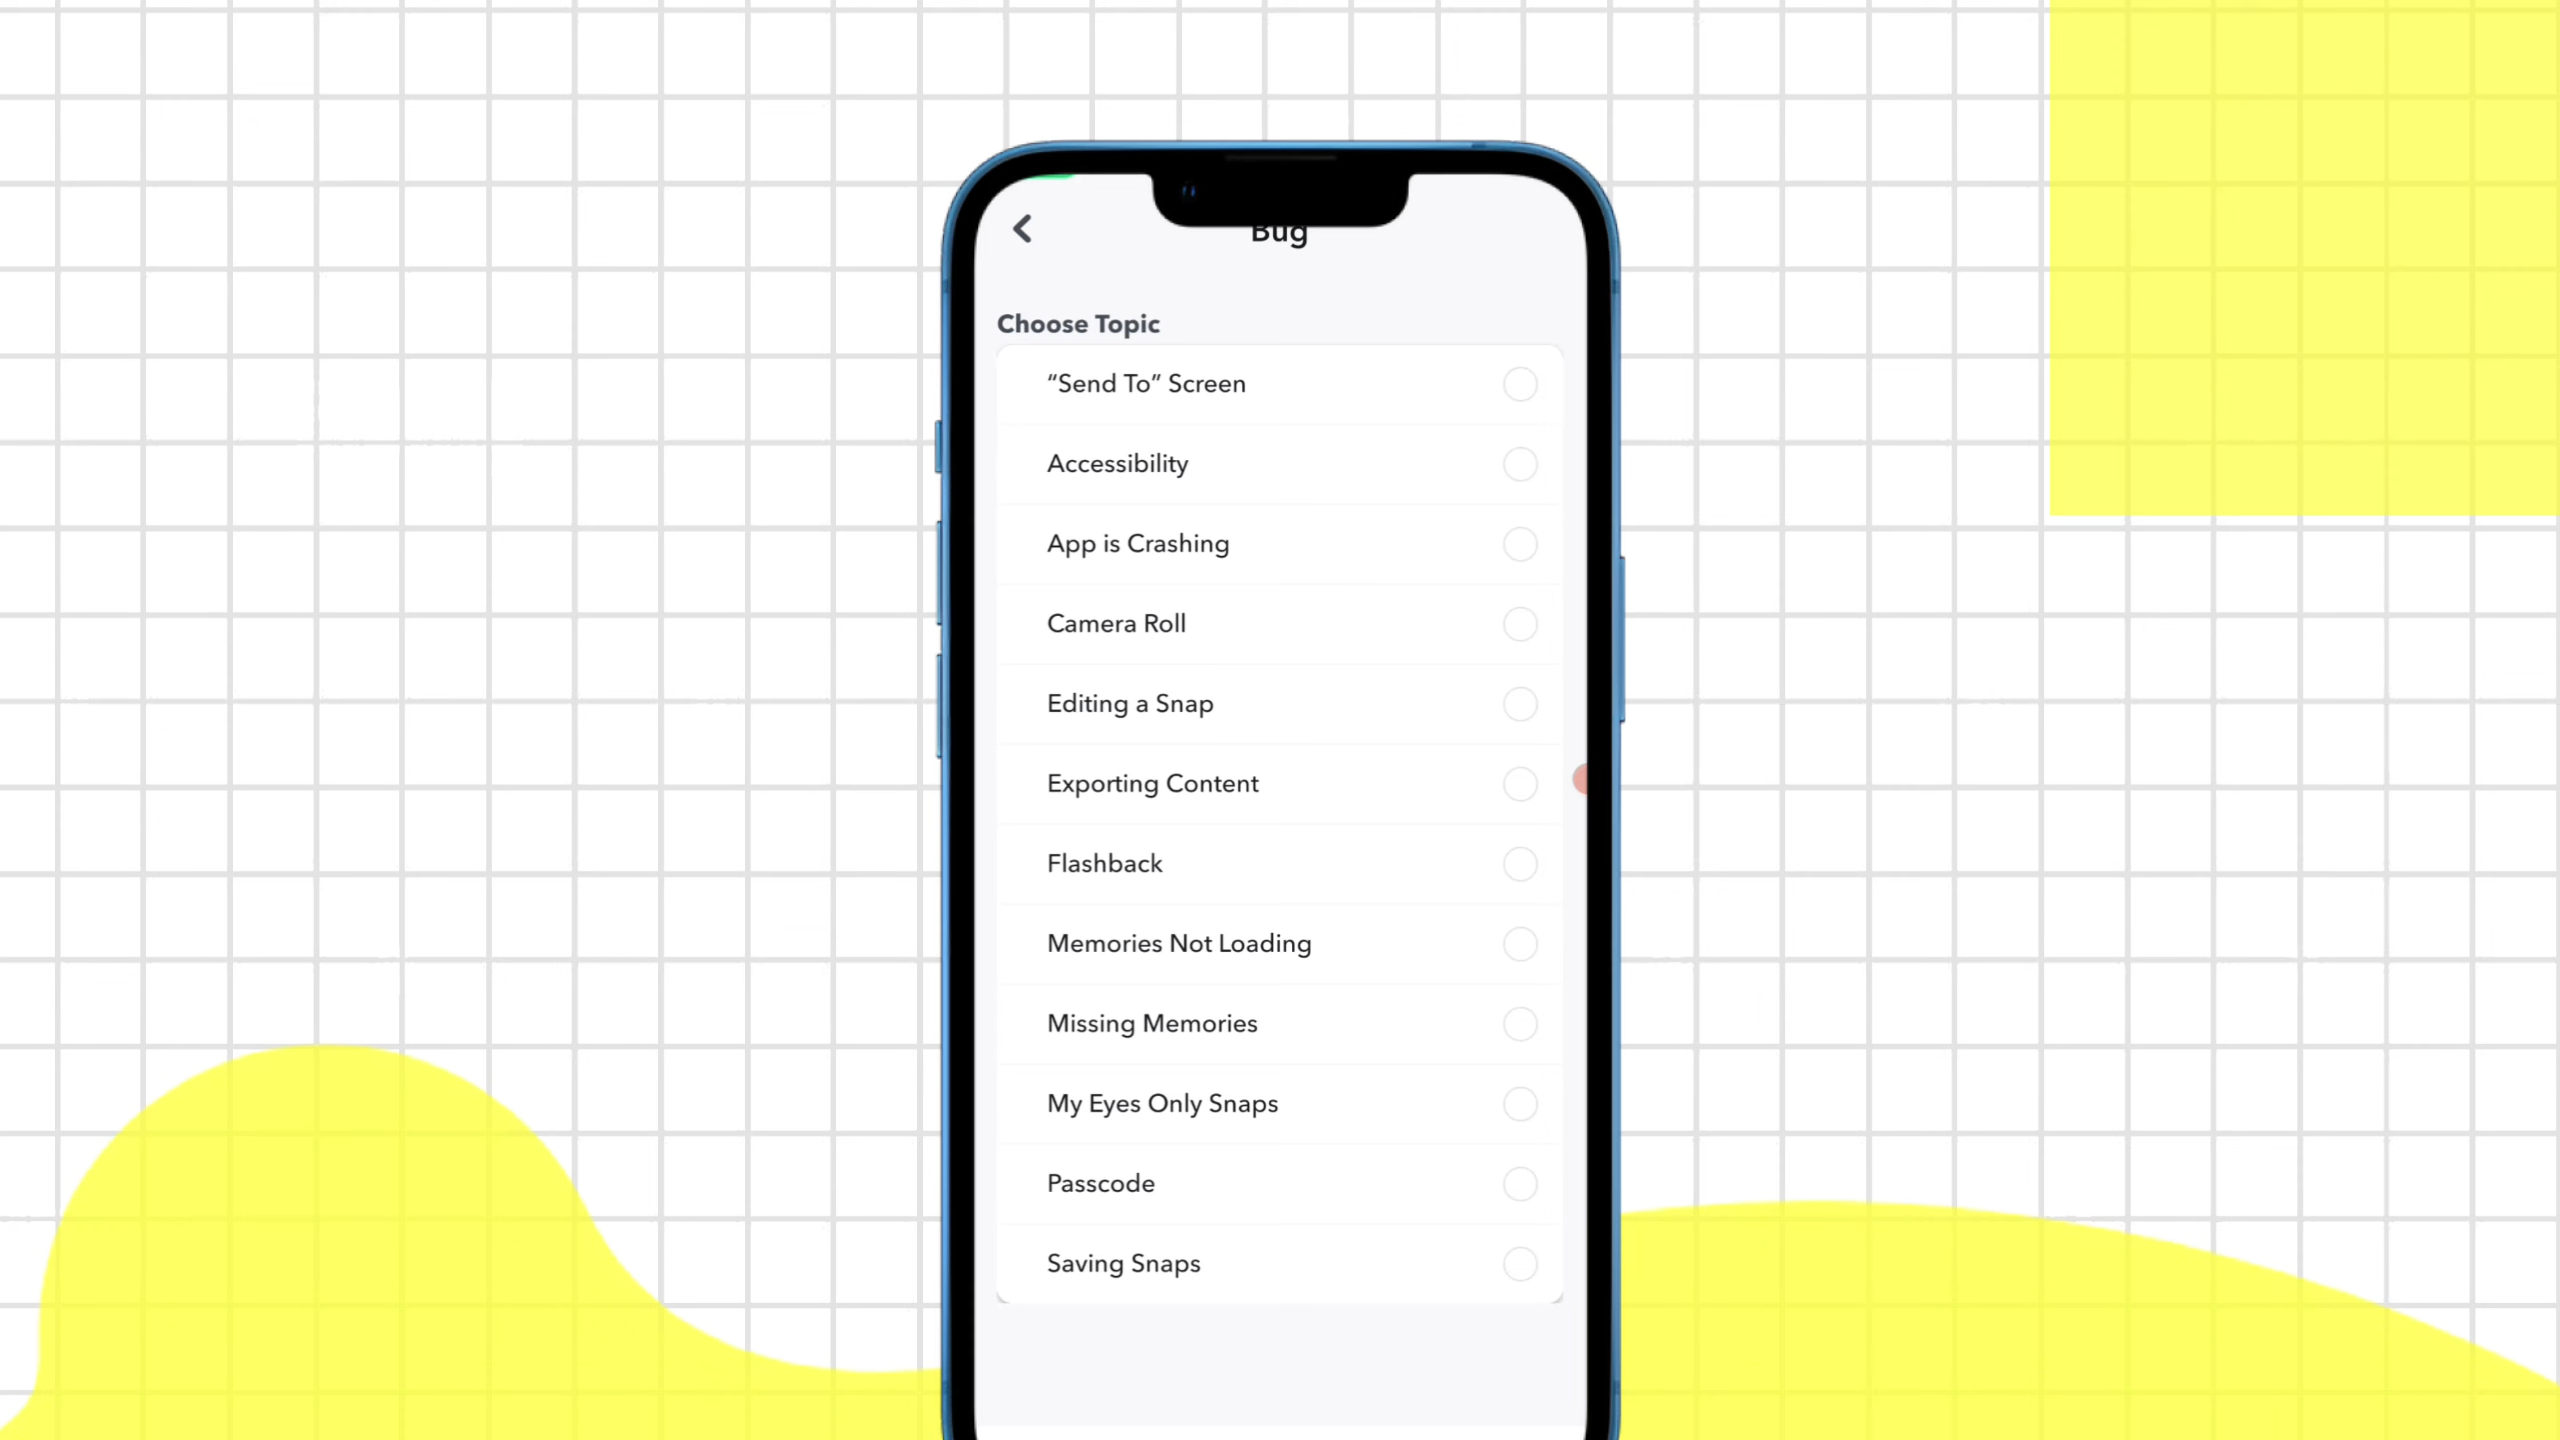 Bug
Choose Topic
“Send To” Screen
Accessibility
App is Crashing
Camera Roll
Editing a Snap
Exporting Content
Flashback
Memories Not Loading
Missing Memories
My Eyes Only Snaps
Passcode
Saving Snaps